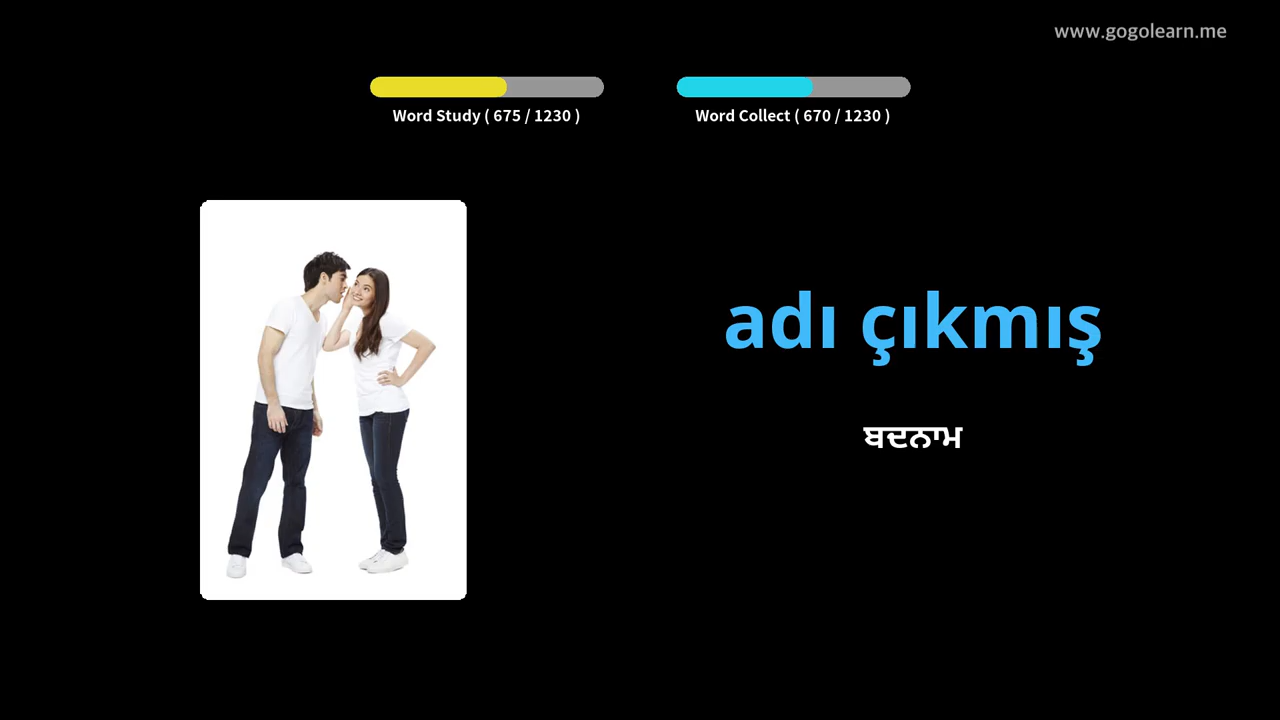 www.gogolearn.me
Word Study ( 675 / 1230 )
Word Collect ( 670 / 1230 )
adı çıkmış
ਬਦਨਾਮ